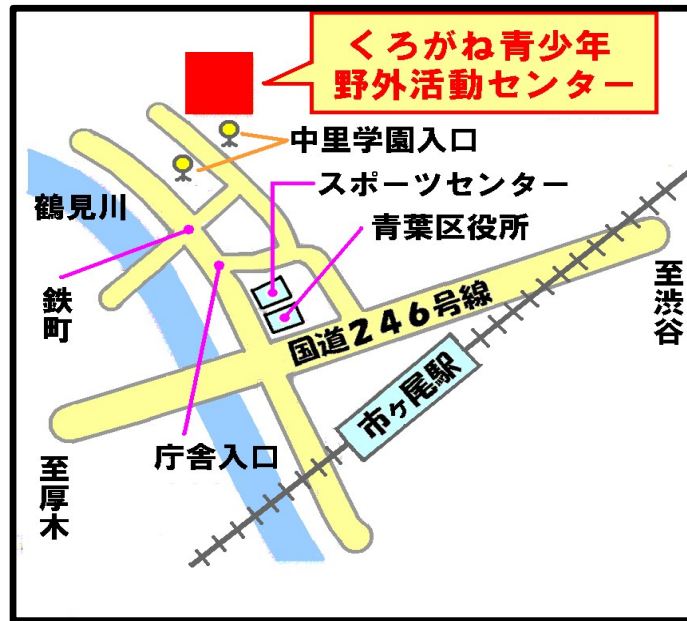 くろがね青少年
野外活動センター
中里学園入口
スポーツセンター
鶴見川
青葉区役所
鉄町
至渋谷
国道246号線
市ヶ尾駅
庁舎入口
至厚木